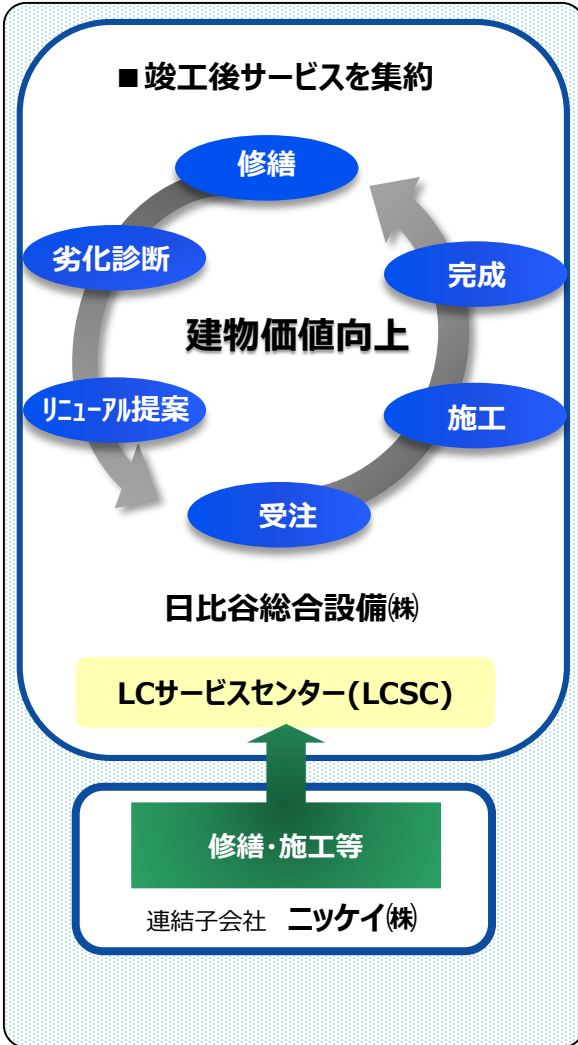 ■竣工後サービスを集約
修繕
劣化診断
完成
建物価値向上
ﾘﾆｭｰｱﾙ提案
施工
受注
日比谷総合設備㈱
LCサービスセンター(LCSC)
修繕・施工等
連結子会社 ニッケイ㈱